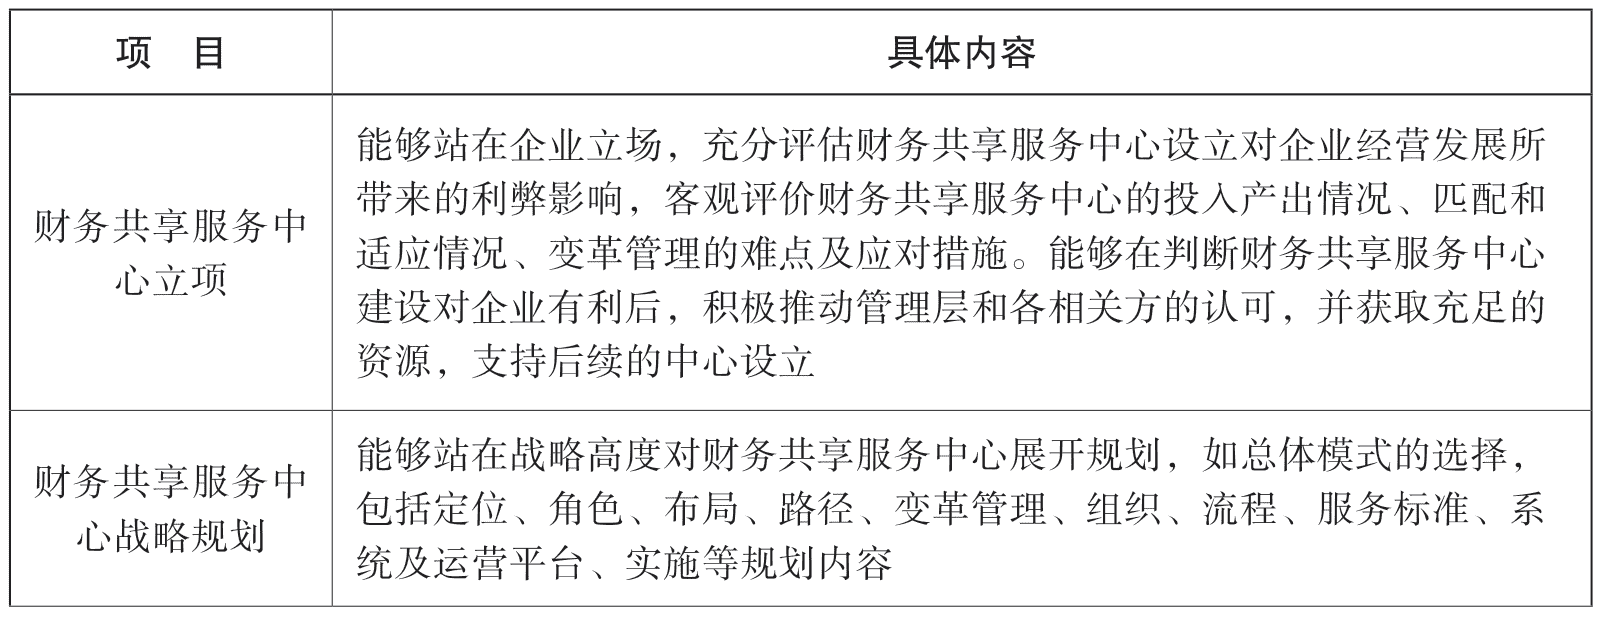 项 目
具体内容
财务共享服务中
心立项
能够站在企业立场，充分评估财务共享服务中心设立对企业经营发展所
带来的利弊影响，客观评价财务共享服务中心的投入产出情况、匹配和
适应情况、变革管理的难点及应对措施。能够在判断财务共享服务中心
建设对企业有利后，积极推动管理层和各相关方的认可，并获取充足的
资源，支持后续的中心设立
财务共享服务中
心战略规划
能够站在战略高度对财务共享服务中心展开规划，如总体模式的选择，
包括定位、角色、布局、路径、变革管理、组织、流程、服务标准、系
统及运营平台、实施等规划内容